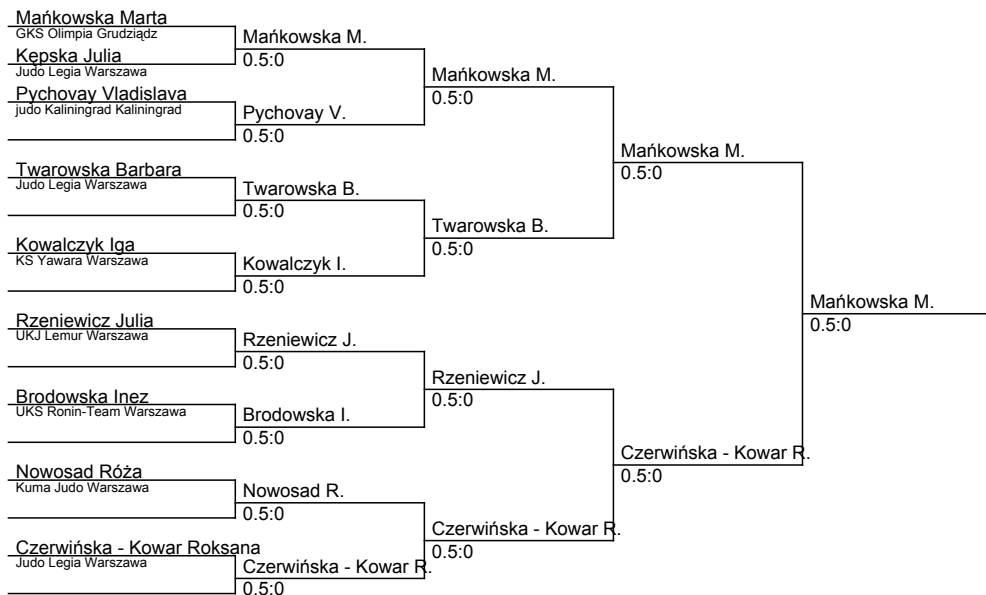 Mańkowska Marta
GKS Olimpia Grudziądz
Kępska Julia
Judo Legia Warszawa
Pychovay Vladislava
judo Kaliningrad Kaliningrad
Twarowska Barbara
Judo Legia Warszawa
Kowalczyk Iga
KS Yawara Warszawa
Rzeniewicz Julia
UKJ Lemur Warszawa
Brodowska Inez
UKS Ronin-Team Warszawa
Nowosad Róża
Kuma Judo Warszawa
Czerwińska - Kowar Roksana
Judo Legia Warszawa
Mańkowska M.
0.5:0
Pychovay V.
0.5:0
Twarowska B.
0.5:0
Kowalczyk I.
0.5:0
Rzeniewicz J.
0.5:0
Brodowska I.
0.5:0
Nowosad R.
0.5:0
Czerwińska - Kowar R.
0.5:0
Mańkowska M.
0.5:0
Twarowska B.
0.5:0
Rzeniewicz J.
0.5:0
Czerwińska - Kowar R.
0.5:0
Mańkowska M.
0.5:0
Czerwińska - Kowar R.
0.5:0
Mańkowska M.
0.5:0